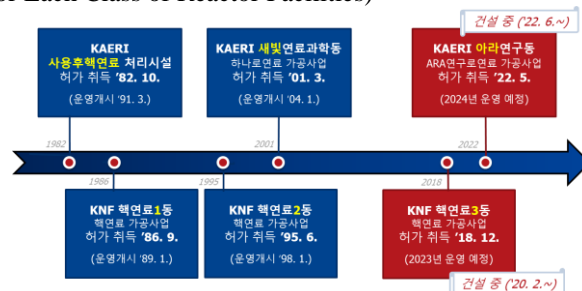 of Each Class of Reactor Facilities)
건설 중 ('22. 6.~)
KAERI
사용후핵연료 처리시설
허가 취득 '82. 10.
(운영개시 '91. 3.)
KAERI 새빛연료과학동
하나로연료 가공사업
허가 취득 '01. 3.
(운영개시 '04. 1.)
KAERI 아라연구동
ARA연구로연료 가공사업
허가 취득 '22. 5.
(2024년 운영 예정)
1982
2001
2022
1986
1995
2018
KNF 핵연료1동
핵연료 가공사업
허가 취득 '86. 9.
(운영개시 '89. 1.)
KNF 핵연료2동
핵연료 가공사업
허가 취득 '95. 6.
(운영개시 '98. 1.)
KNF 핵연료3동
핵연료 가공사업
허가 취득 '18. 12.
(2023년 운영 예정)
건설 중 ('20. 2.~)